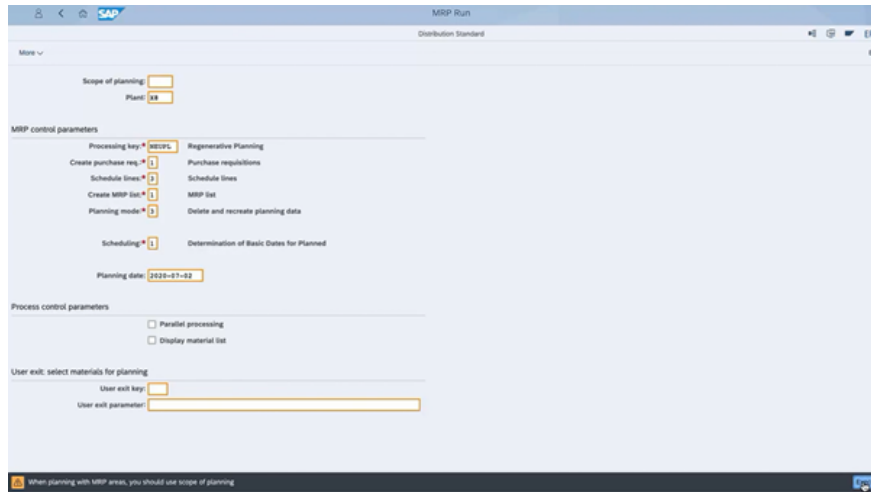 SAP
MRP Run
Distribution Standard
More
Scope of planning:
Plant:
MRP control parameters
Processing key:* NEUPL Regenerative Planning
Create purchase req.:* 1 Purchase requisitions
Schedule lines:* 3 Schedule lines
Create MRP list:* 1 MRP list
Planning mode:* 3 Delete and recreate planning data
Scheduling:* 1 Determination of Basic Dates for Planned
Planning date: 2020-07-02
Process control parameters
Parallel processing
Display material list
User exit: select materials for planning
User exit key:
User exit parameter:
When planning with MRP areas, you should use scope of planning